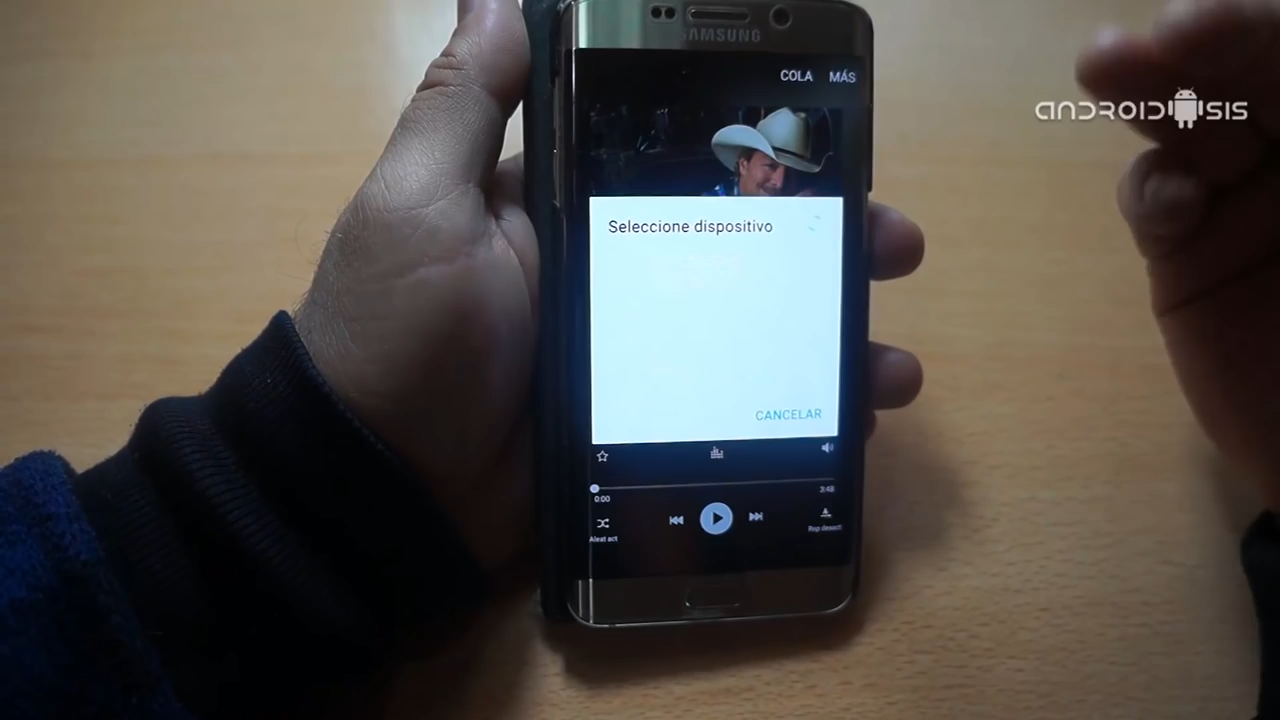 SAMSUNG
COLA MÁS
ANDROIDSIS
Seleccione dispositivo
CANCELAR
0:00
3:48
Aleat act
Rep desact